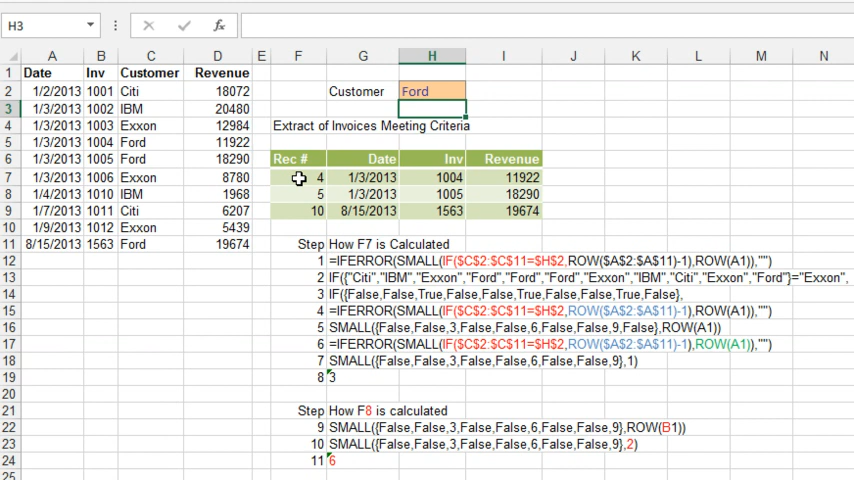 H3 fx
A B C D E F G H I J K L M N
1 Date Inv Customer Revenue
2 1/2/2013 1001 Citi 18072 Customer Ford
3 1/3/2013 1002 IBM 20480
4 1/3/2013 1003 Exxon 12984 Extract of Invoices Meeting Criteria
5 1/3/2013 1004 Ford 11922
6 1/3/2013 1005 Ford 18290 Rec # Date Inv Revenue
7 1/3/2013 1006 Exxon 8780 4 1/3/2013 1004 11922
8 1/4/2013 1010 IBM 1968 5 1/3/2013 1005 18290
9 1/7/2013 1011 Citi 6207 10 8/15/2013 1563 19674
10 1/9/2013 1012 Exxon 5439
11 8/15/2013 1563 Ford 19674 Step How F7 is Calculated
12 1 =IFERROR(SMALL(IF($C$2:$C$11=$H$2,ROW($A$2:$A$11)-1),ROW(A1)),"")
13 2 IF({"Citi","IBM","Exxon","Ford","Ford","Ford","Exxon","IBM","Citi","Exxon","Ford"}="Exxon",
14 3 IF({False,False,True,False,False,True,False,False,True,False},
15 4 =IFERROR(SMALL(IF($C$2:$C$11=$H$2,ROW($A$2:$A$11)-1),ROW(A1)),"")
16 5 SMALL({False,False,3,False,False,6,False,False,9,False},ROW(A1))
17 6 =IFERROR(SMALL(IF($C$2:$C$11=$H$2,ROW($A$2:$A$11)-1),ROW(A1)),"")
18 7 SMALL({False,False,3,False,False,6,False,False,9},1)
19 8 3
20
21 Step How F8 is calculated
22 9 SMALL({False,False,3,False,False,6,False,False,9},ROW(B1))
23 10 SMALL({False,False,3,False,False,6,False,False,9},2)
24 11 6
25